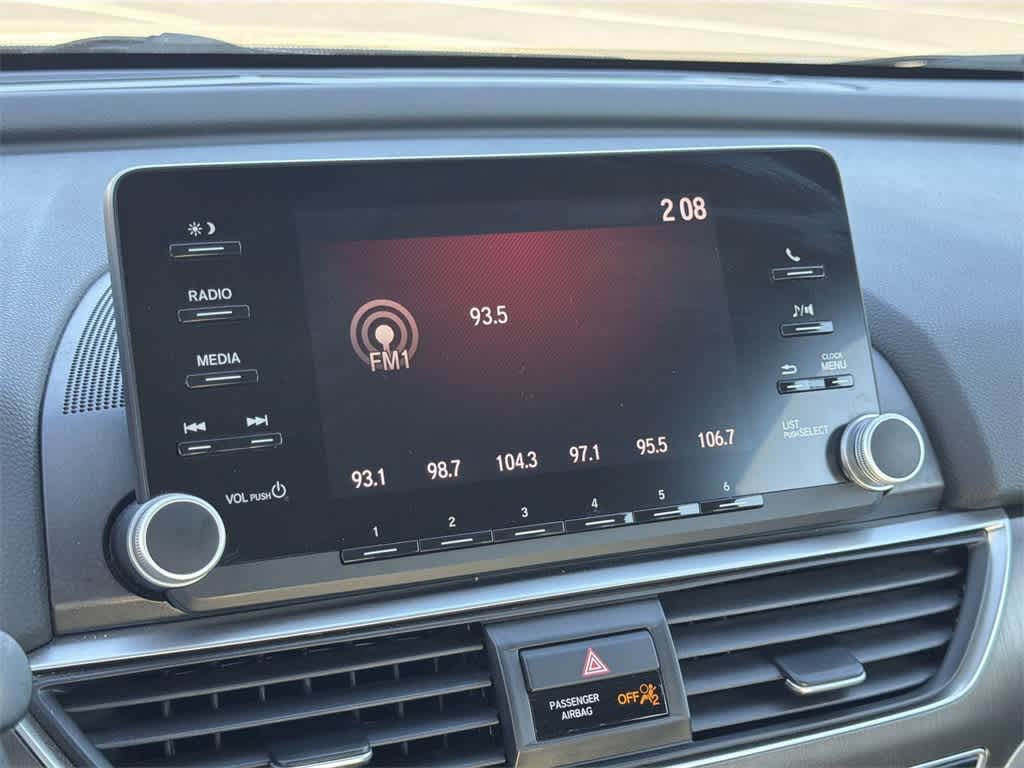 2 08
RADIO
93.5
FM1
MEDIA
CLOCK
MENU
LIST
PUSH SELECT
VOL PUSH
93.1 98.7 104.3 97.1 95.5 106.7
1 2 3 4 5 6
PASSENGER
AIRBAG
OFF
2